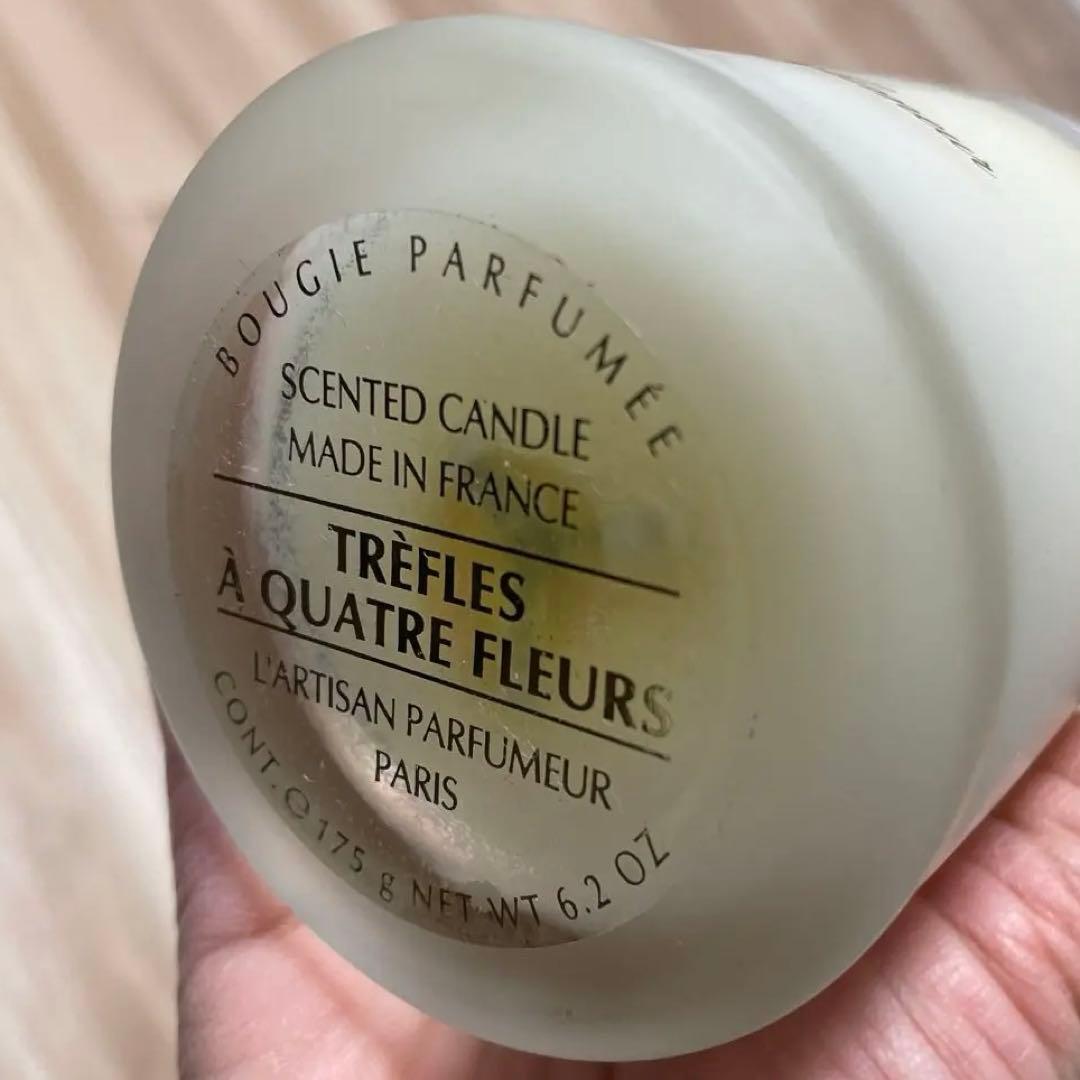 BOUGIE PARFUMÉE
SCENTED CANDLE
MADE IN FRANCE
TRÈFLES
À QUATRE FLEURS
L'ARTISAN PARFUMEUR
PARIS
CONT. 175 g NET WT 6.2 OZ